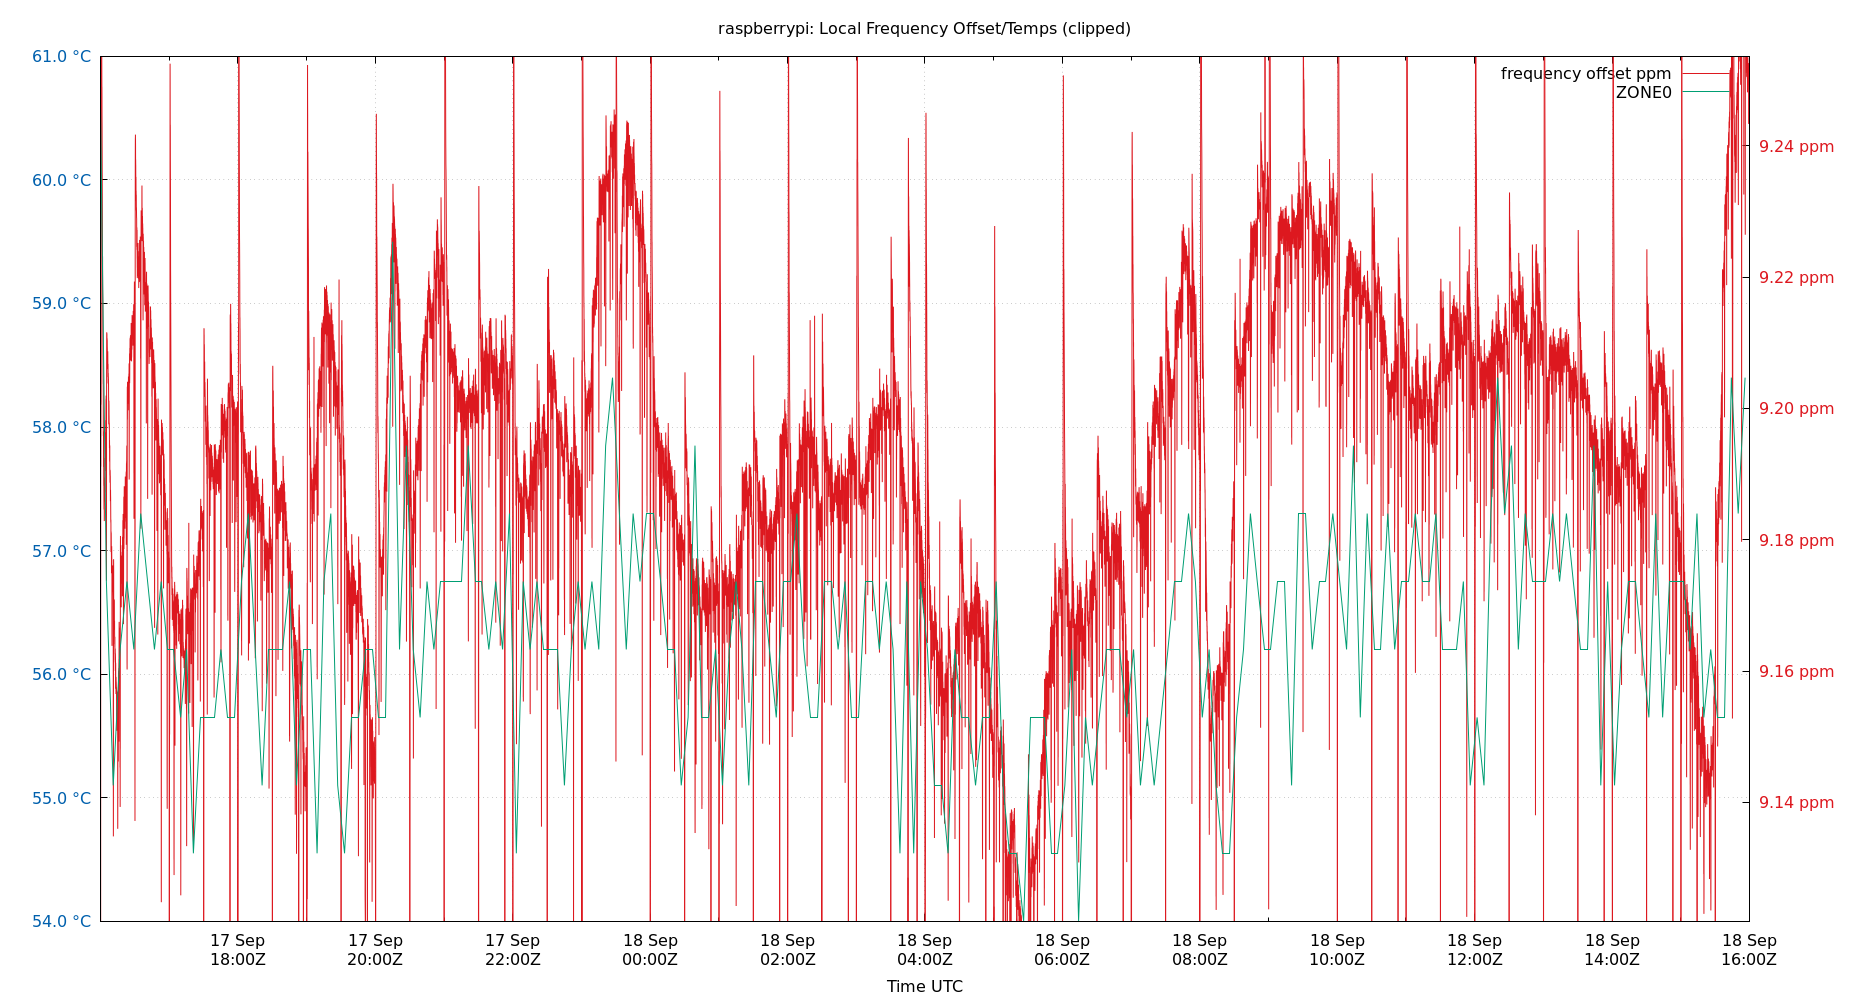 raspberrypi: Local Frequency Offset/Temps (clipped)
61.0 °C
60.0 °C
59.0 °C
58.0 °C
57.0 °C
56.0 °C
55.0 °C
54.0 °C
frequency offset ppm
ZONE0
9.24 ppm
9.22 ppm
9.20 ppm
9.18 ppm
9.16 ppm
9.14 ppm
17 Sep
18:00Z
17 Sep
20:00Z
17 Sep
22:00Z
18 Sep
00:00Z
18 Sep
02:00Z
18 Sep
04:00Z
18 Sep
06:00Z
18 Sep
08:00Z
18 Sep
10:00Z
18 Sep
12:00Z
18 Sep
14:00Z
18 Sep
16:00Z
Time UTC